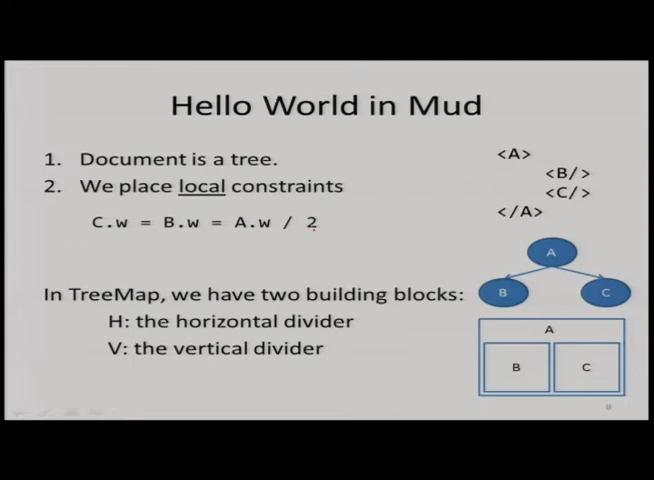 Hello World in Mud
1. Document is a tree.
2. We place local constraints
C.w = B.w = A.w / 2
In TreeMap, we have two building blocks:
H: the horizontal divider
V: the vertical divider
<A>
<B/>
<C/>
</A>
A
B
C
A
B
C